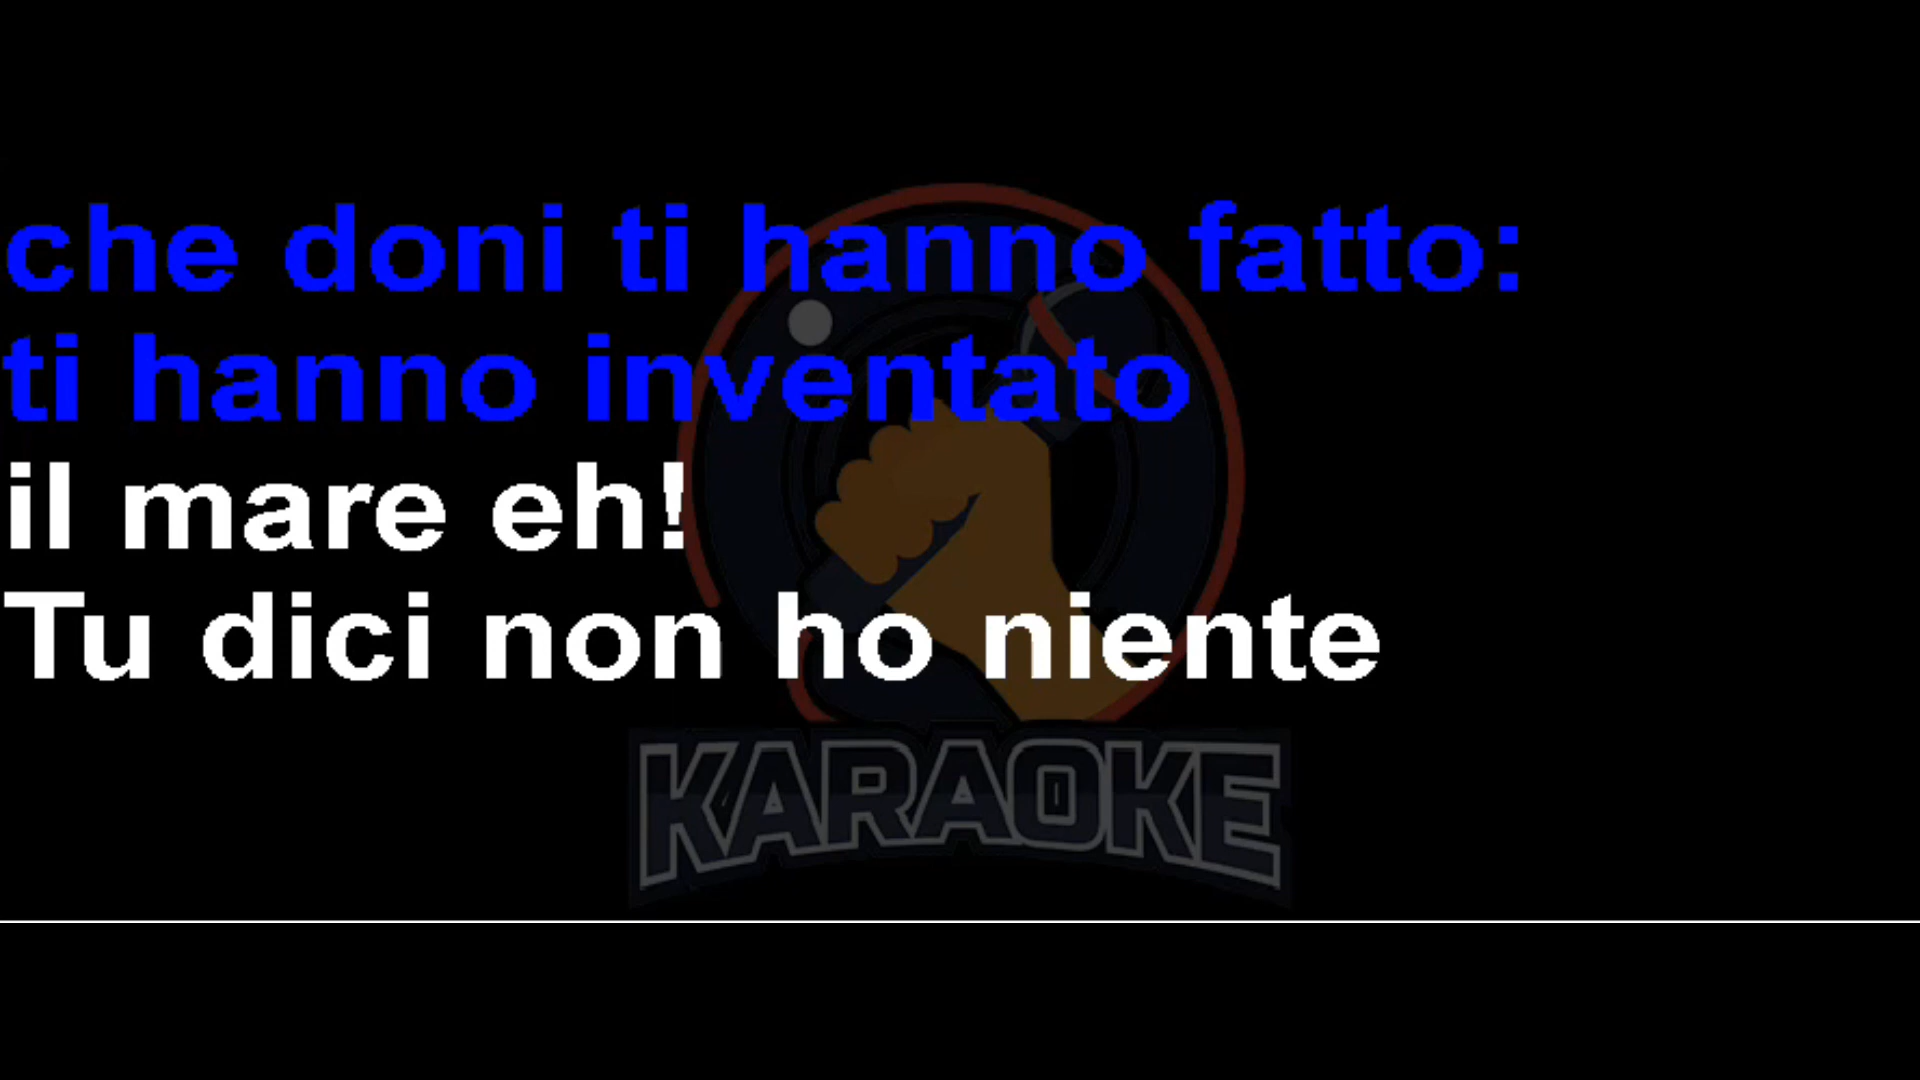 che doni ti hanno fatto:
ti hanno inventato
il mare eh!
Tu dici non ho niente
KARAOKE